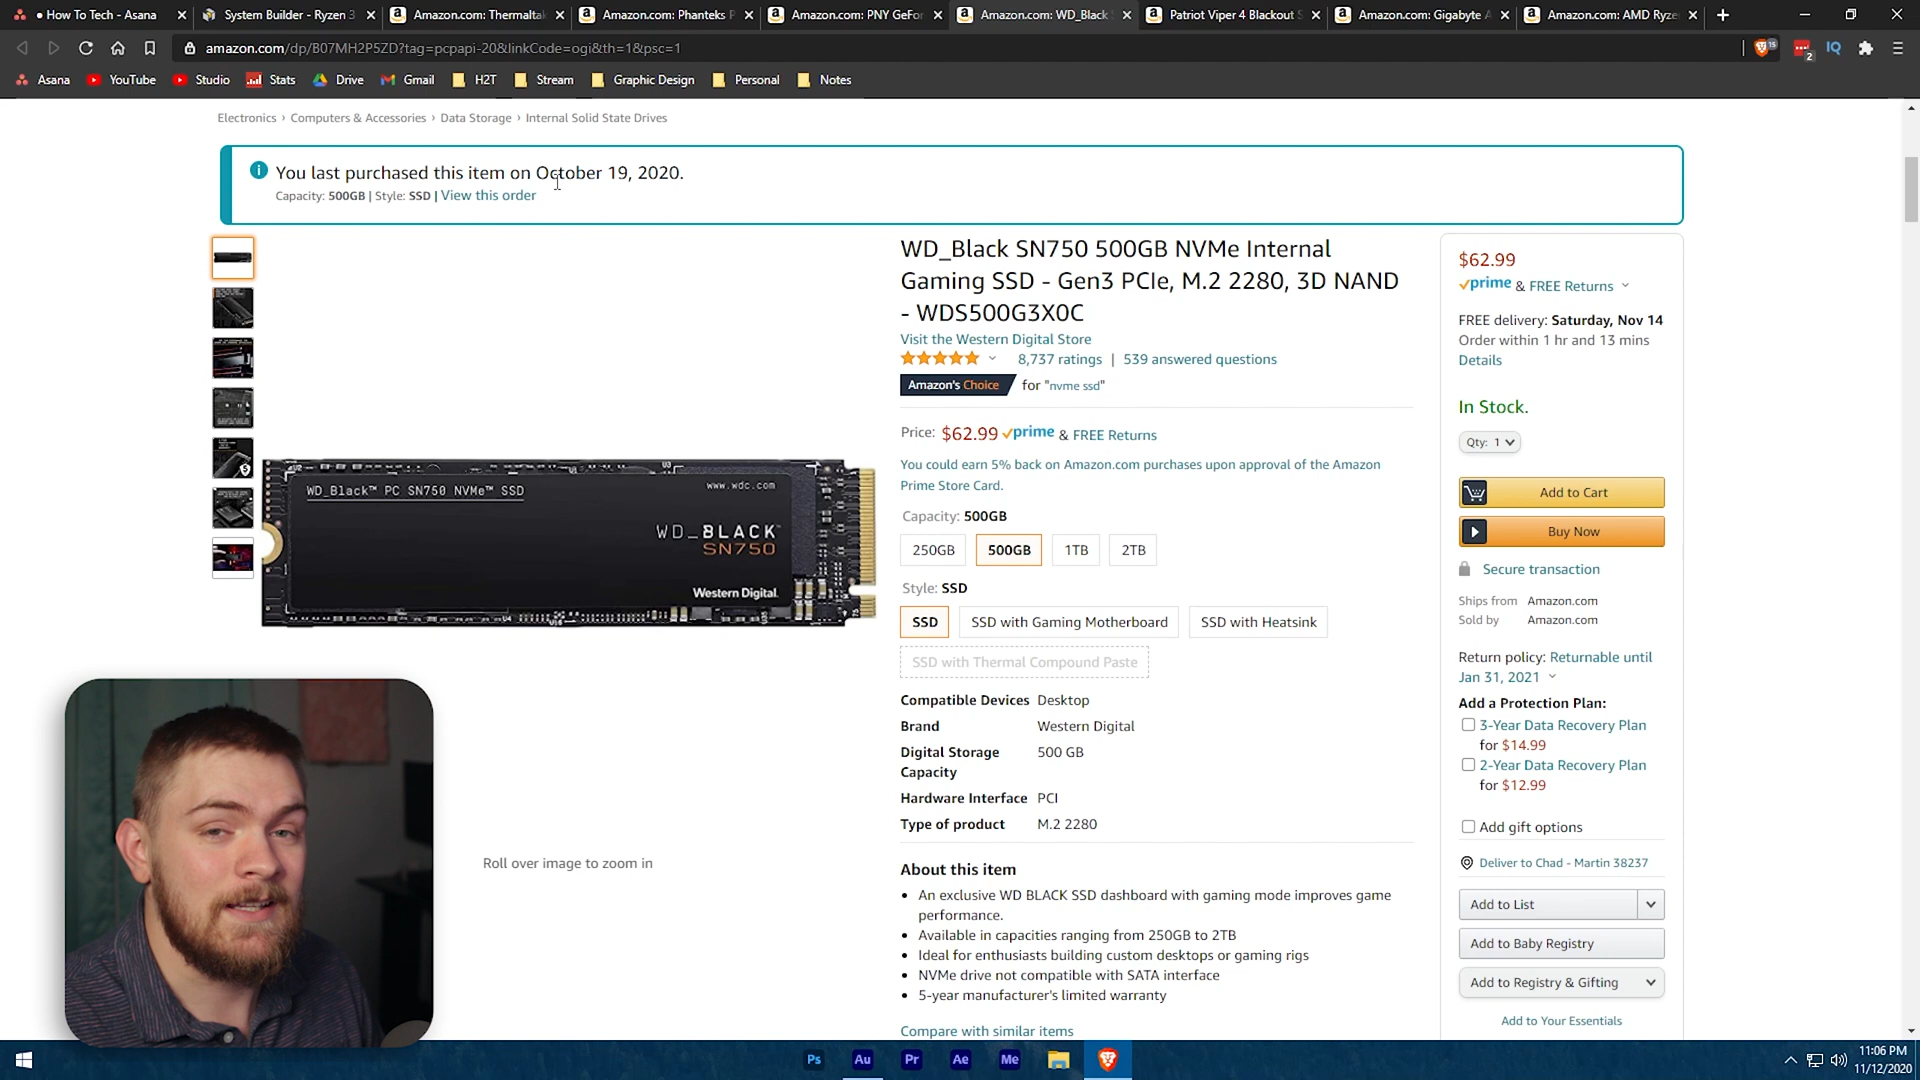 How To Tech - Asana
System Builder - Ryzen 3
Amazon.com: Thermaltak
Amazon.com: Phanteks P
Amazon.com: PNY GeFor
Amazon.com: WD_Black
Patriot Viper 4 Blackout S
Amazon.com: Gigabyte A
Amazon.com: AMD Ryze
amazon.com/dp/B07MH2P5ZD?tag=pcpapi-20&linkCode=ogi&th=1&psc=1
15
2
IQ
Asana
YouTube
Studio
Stats
Drive
Gmail
H2T
Stream
Graphic Design
Personal
Notes
Electronics › Computers & Accessories › Data Storage › Internal Solid State Drives
You last purchased this item on October 19, 2020.
Capacity: 500GB | Style: SSD | View this order
WD_Black™ PC SN750 NVMe™ SSD
www.wdc.com
WD_BLACK™
SN750
Western Digital.
U2
U1
U3
U4
Roll over image to zoom in
WD_Black SN750 500GB NVMe Internal
Gaming SSD - Gen3 PCIe, M.2 2280, 3D NAND
- WDS500G3X0C
Visit the Western Digital Store
8,737 ratings | 539 answered questions
Amazon's Choice for "nvme ssd"
Price: $62.99 prime & FREE Returns
You could earn 5% back on Amazon.com purchases upon approval of the Amazon
Prime Store Card.
Capacity: 500GB
250GB 500GB 1TB 2TB
Style: SSD
SSD SSD with Gaming Motherboard SSD with Heatsink
SSD with Thermal Compound Paste
Compatible Devices Desktop
Brand Western Digital
Digital Storage 500 GB
Capacity
Hardware Interface PCI
Type of product M.2 2280
About this item
• An exclusive WD BLACK SSD dashboard with gaming mode improves game
performance.
• Available in capacities ranging from 250GB to 2TB
• Ideal for enthusiasts building custom desktops or gaming rigs
• NVMe drive not compatible with SATA interface
• 5-year manufacturer's limited warranty
Compare with similar items
$62.99
prime & FREE Returns
FREE delivery: Saturday, Nov 14
Order within 1 hr and 13 mins
Details
In Stock.
Qty: 1
Add to Cart
Buy Now
Secure transaction
Ships from Amazon.com
Sold by Amazon.com
Return policy: Returnable until
Jan 31, 2021
Add a Protection Plan:
3-Year Data Recovery Plan
for $14.99
2-Year Data Recovery Plan
for $12.99
Add gift options
Deliver to Chad - Martin 38237
Add to List
Add to Baby Registry
Add to Registry & Gifting
Add to Your Essentials
Ps
Au
Pr
Ae
Me
11:06 PM
11/12/2020